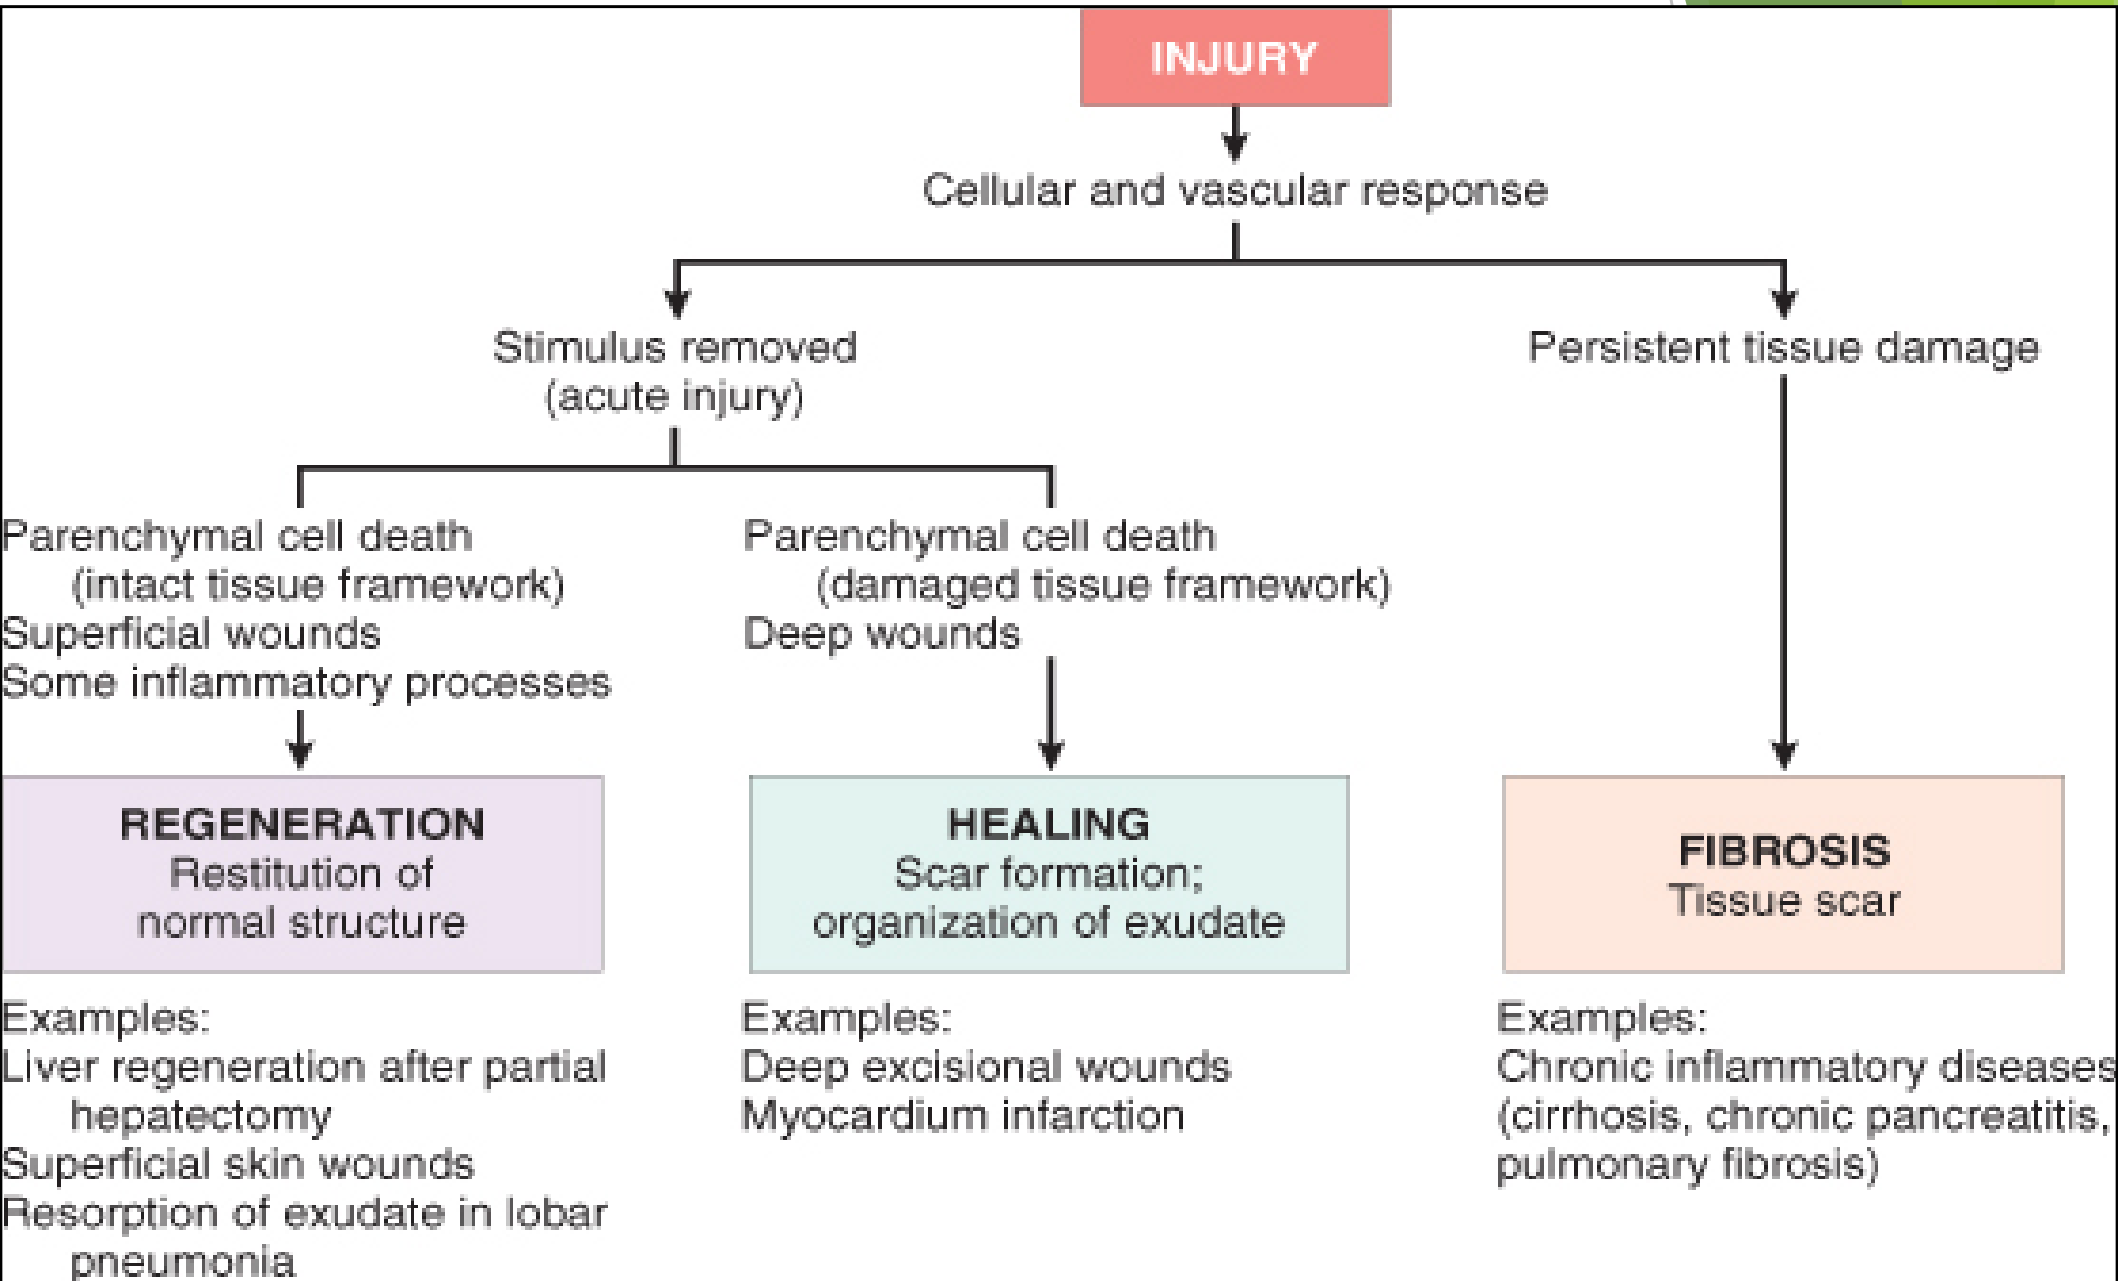 INJURY
Cellular and vascular response
Stimulus removed
(acute injury)
Persistent tissue damage
Parenchymal cell death
(intact tissue framework)
Superficial wounds
Some inflammatory processes
Parenchymal cell death
(damaged tissue framework)
Deep wounds
REGENERATION
Restitution of
normal structure
HEALING
Scar formation;
organization of exudate
FIBROSIS
Tissue scar
Examples:
Liver regeneration after partial
hepatectomy
Superficial skin wounds
Resorption of exudate in lobar
pneumonia
Examples:
Deep excisional wounds
Myocardium infarction
Examples:
Chronic inflammatory diseases
(cirrhosis, chronic pancreatitis,
pulmonary fibrosis)